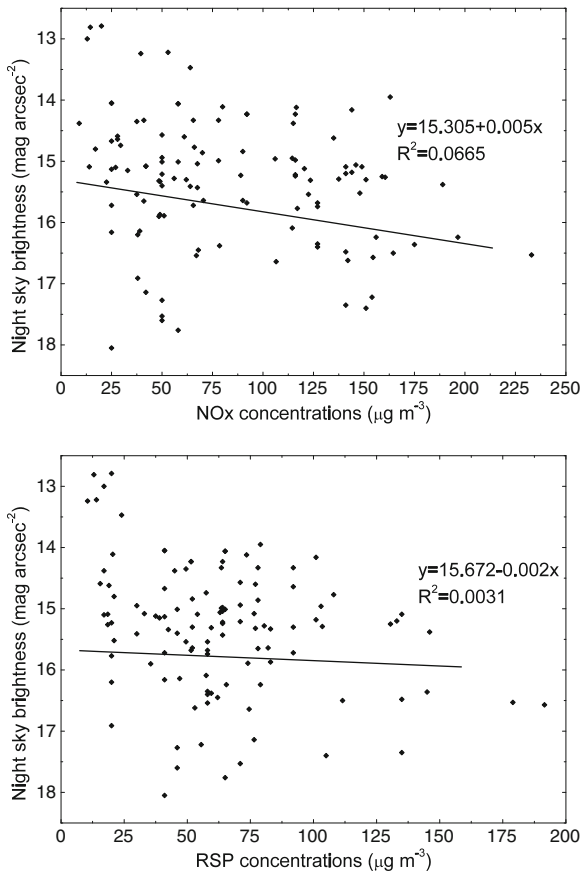 13
14
15
16
17
18
Night sky brightness (mag arcsec⁻²)
y=15.305+0.005x
R²=0.0665
0 25 50 75 100 125 150 175 200 225 250
NOx concentrations (μg m⁻³)
13
14
15
16
17
18
Night sky brightness (mag arcsec⁻²)
y=15.672-0.002x
R²=0.0031
0 25 50 75 100 125 150 175 200
RSP concentrations (μg m⁻³)